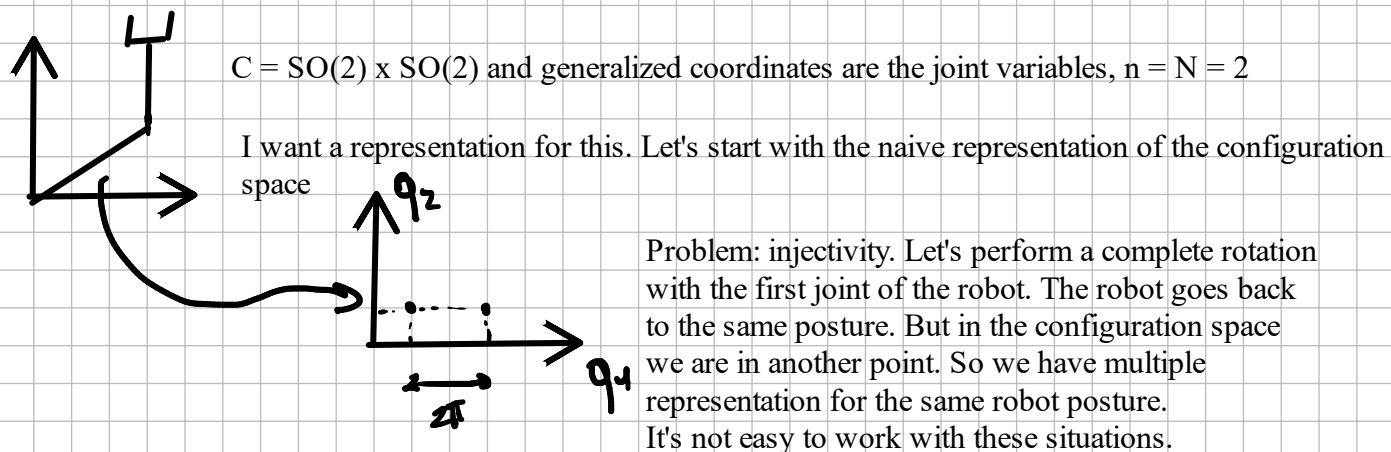 C = SO(2) x SO(2) and generalized coordinates are the joint variables, n = N = 2
I want a representation for this. Let's start with the naive representation of the configuration
space
q2
Problem: injectivity. Let's perform a complete rotation
with the first joint of the robot. The robot goes back
to the same posture. But in the configuration space
we are in another point. So we have multiple
representation for the same robot posture.
It's not easy to work with these situations.
q1
2π